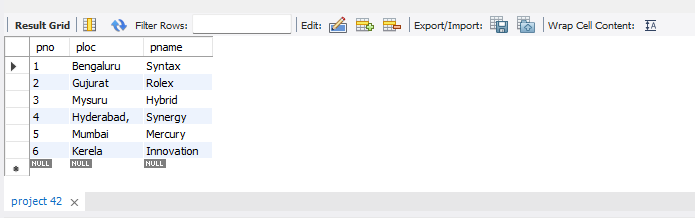 Result Grid Filter Rows: Edit: Export/Import: Wrap Cell Content: IA
pno ploc pname
1 Bengaluru Syntax
2 Gujurat Rolex
3 Mysuru Hybrid
4 Hyderabad, Synergy
5 Mumbai Mercury
6 Kerela Innovation
NULL NULL NULL
project 42